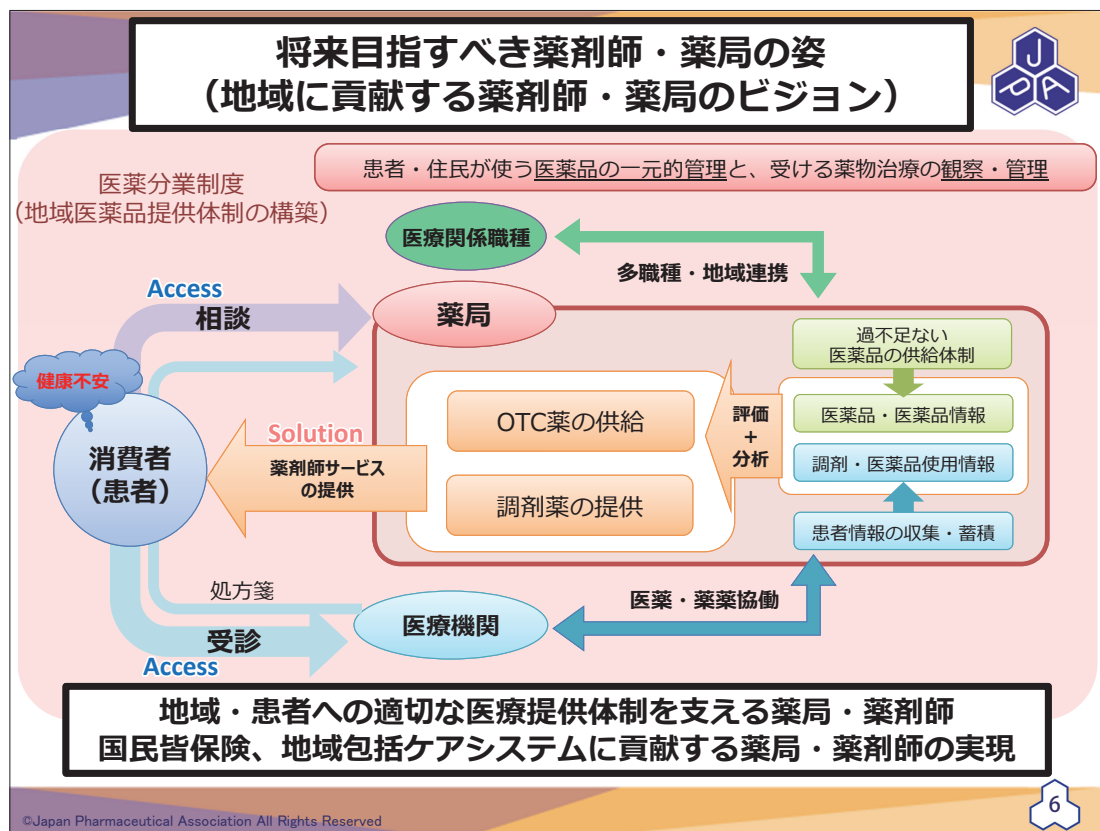 将来目指すべき薬剤師・薬局の姿
（地域に貢献する薬剤師・薬局のビジョン）
J
P
A
患者・住民が使う医薬品の一元的管理と、受ける薬物治療の観察・管理
医薬分業制度
（地域医薬品提供体制の構築）
医療関係職種
多職種・地域連携
Access
相談
薬局
過不足ない
医薬品の供給体制
健康不安
OTC薬の供給
評価
+
分析
医薬品・医薬品情報
消費者
（患者）
Solution
薬剤師サービス
の提供
調剤・医薬品使用情報
調剤薬の提供
患者情報の収集・蓄積
処方箋
医療機関
医薬・薬薬協働
受診
Access
地域・患者への適切な医療提供体制を支える薬局・薬剤師
国民皆保険、地域包括ケアシステムに貢献する薬局・薬剤師の実現
©Japan Pharmaceutical Association All Rights Reserved
6